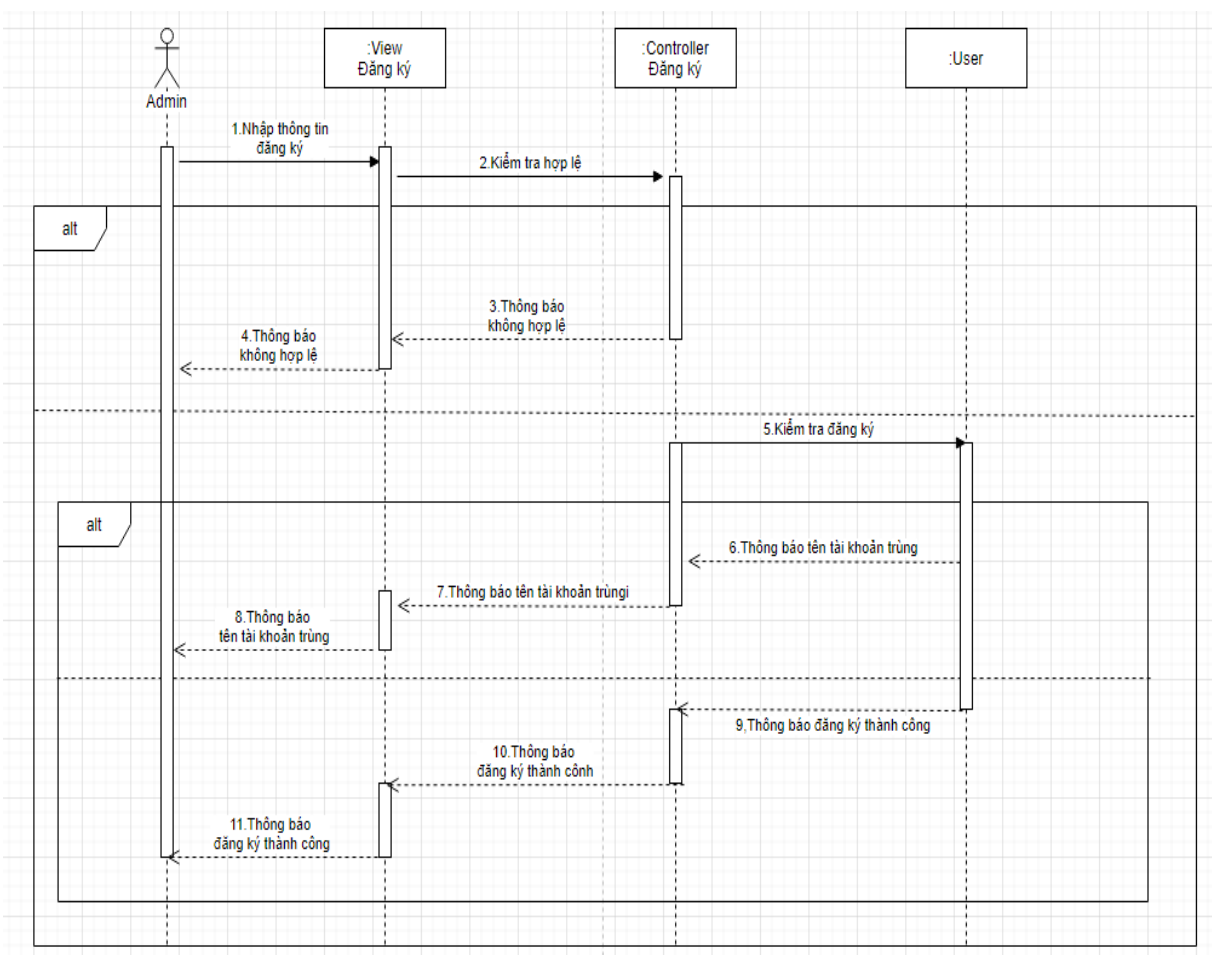 :View
Đăng ký
:Controller
Đăng ký
:User
Admin
1.Nhập thông tin
đăng ký
2.Kiểm tra hợp lệ
alt
3.Thông báo
không hợp lệ
4.Thông báo
không hợp lệ
5.Kiểm tra đăng ký
alt
6.Thông báo tên tài khoản trùng
7.Thông báo tên tài khoản trùngi
8.Thông báo
tên tài khoản trùng
9,Thông báo đăng ký thành công
10.Thông báo
đăng ký thành cônh
11.Thông báo
đăng ký thành công